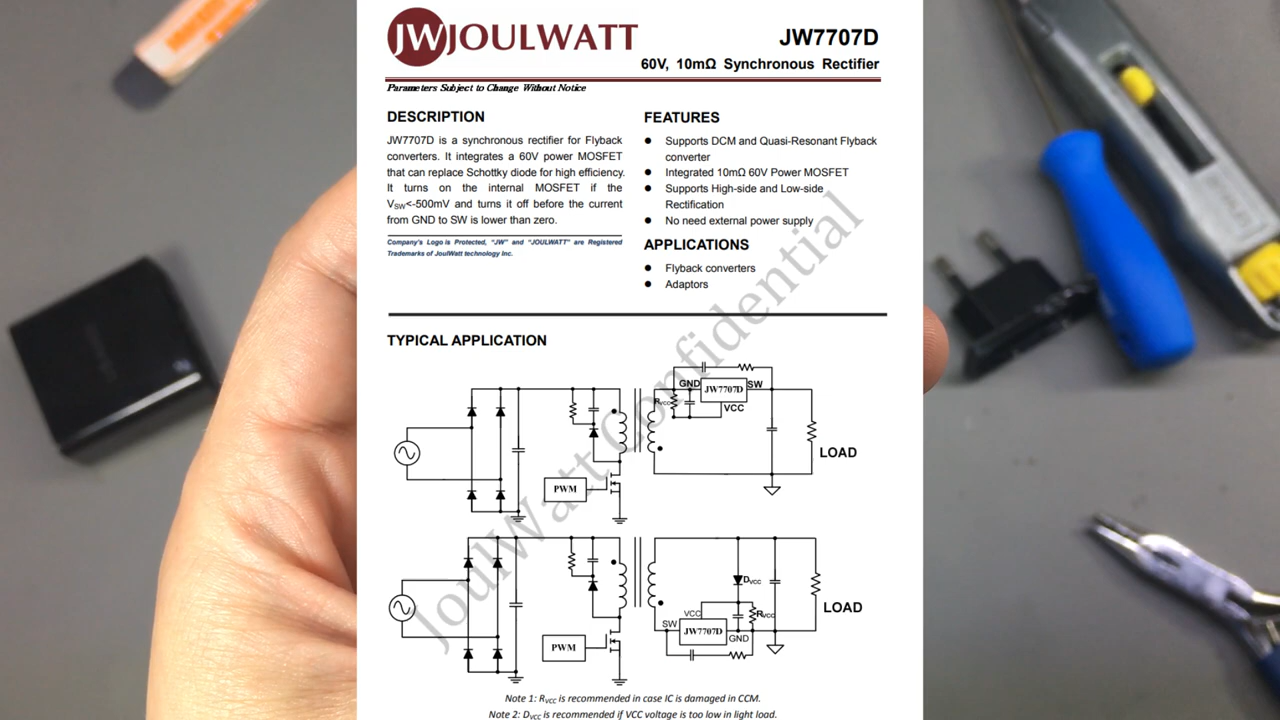 JWJOULWATT
JW7707D
60V, 10mΩ Synchronous Rectifier
Parameters Subject to Change Without Notice
DESCRIPTION
JW7707D is a synchronous rectifier for Flyback
converters. It integrates a 60V power MOSFET
that can replace Schottky diode for high efficiency.
It turns on the internal MOSFET if the
VSW<-500mV and turns it off before the current
from GND to SW is lower than zero.
Company's Logo is Protected, “JW” and “JOULWATT” are Registered
Trademarks of JoulWatt technology Inc.
FEATURES
● Supports DCM and Quasi-Resonant Flyback
converter
● Integrated 10mΩ 60V Power MOSFET
● Supports High-side and Low-side
Rectification
● No need external power supply
APPLICATIONS
● Flyback converters
● Adaptors
TYPICAL APPLICATION
GND
JW7707D
SW
RVCC
VCC
LOAD
PWM
DVCC
VCC
RVCC
LOAD
SW
JW7707D
GND
PWM
Note 1: RVCC is recommended in case IC is damaged in CCM.
Note 2: DVCC is recommended if VCC voltage is too low in light load.
JoulWatt Confidential